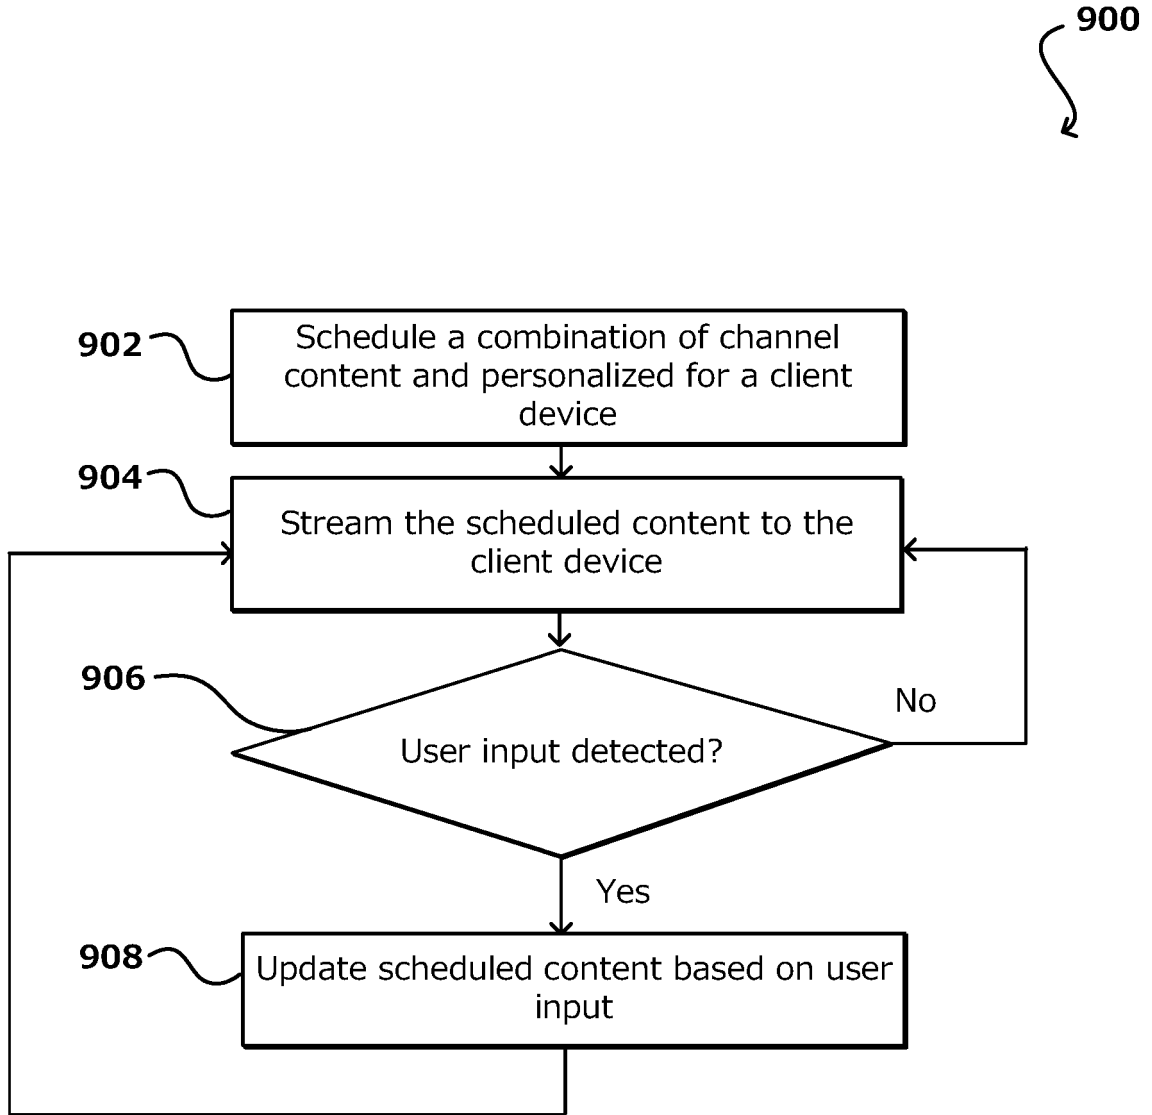 900
902
Schedule a combination of channel
content and personalized for a client
device
904
Stream the scheduled content to the
client device
906
User input detected?
No
Yes
908
Update scheduled content based on user
input